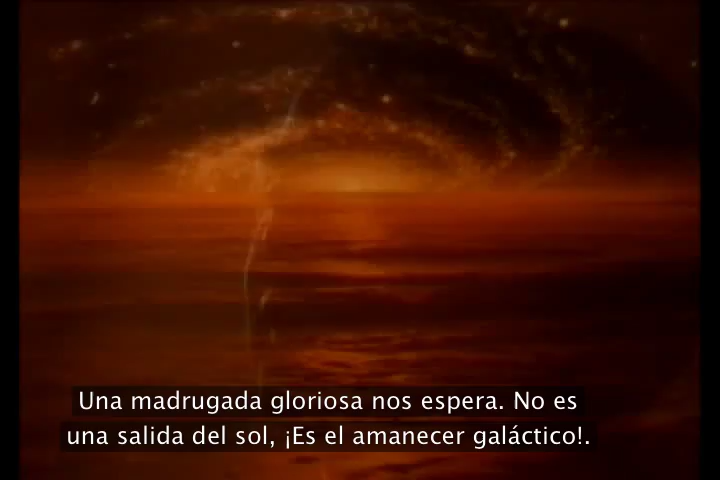 Una madrugada gloriosa nos espera. No es
una salida del sol, ¡Es el amanecer galáctico!.